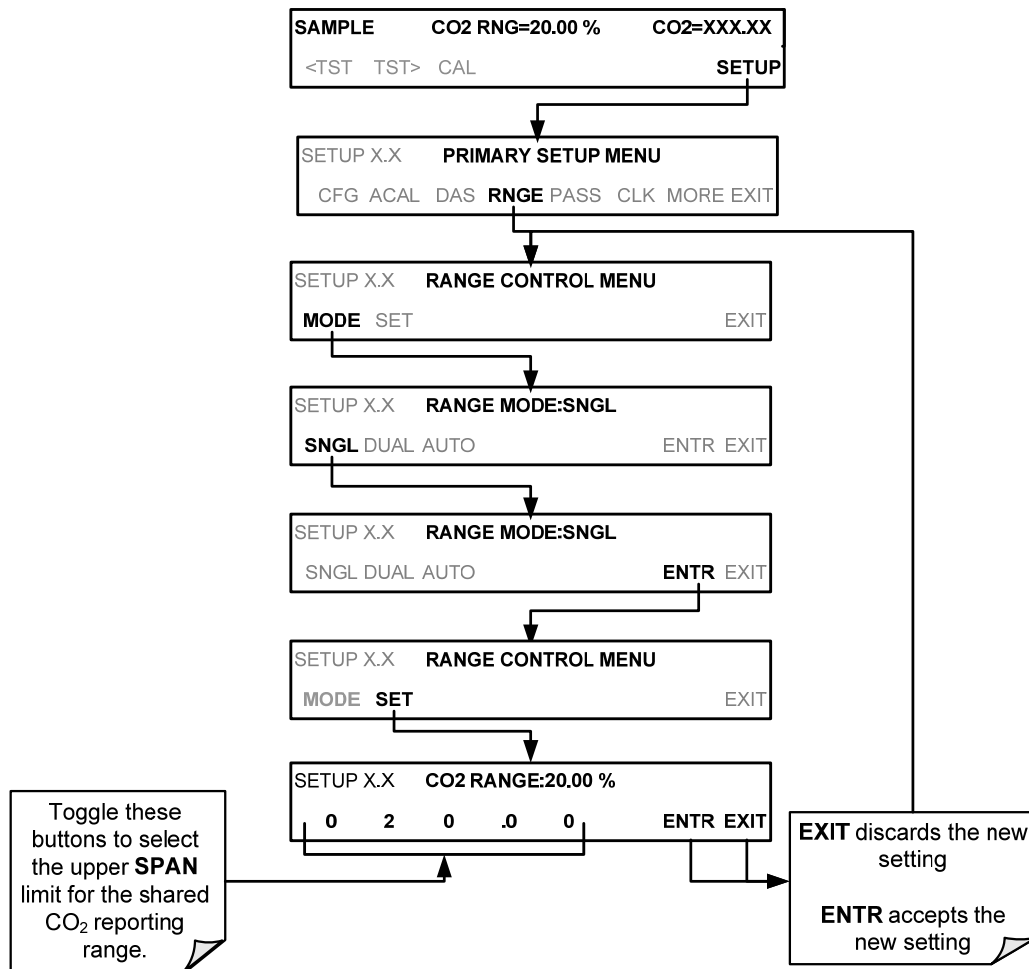 SAMPLE CO2 RNG=20.00 % CO2=XXX.XX
<TST TST> CAL SETUP
SETUP X.X PRIMARY SETUP MENU
CFG ACAL DAS RNGE PASS CLK MORE EXIT
SETUP X.X RANGE CONTROL MENU
MODE SET EXIT
SETUP X.X RANGE MODE:SNGL
SNGL DUAL AUTO ENTR EXIT
SETUP X.X RANGE MODE:SNGL
SNGL DUAL AUTO ENTR EXIT
SETUP X.X RANGE CONTROL MENU
MODE SET EXIT
SETUP X.X CO2 RANGE:20.00 %
0 2 0 .0 0 ENTR EXIT
Toggle these
buttons to select
the upper SPAN
limit for the shared
CO₂ reporting
range.
EXIT discards the new
setting
ENTR accepts the
new setting